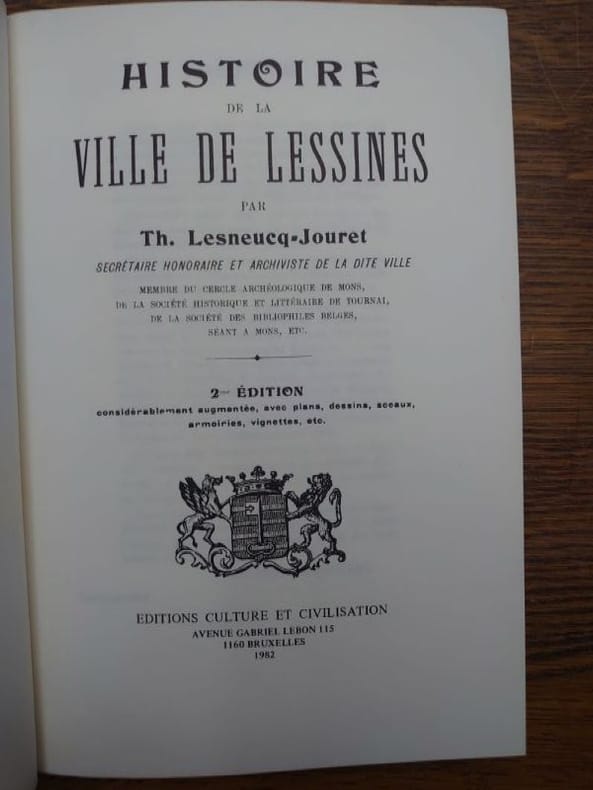 HISTOIRE
DE LA
VILLE DE LESSINES
PAR
Th. Lesneucq-Jouret
SECRÉTAIRE HONORAIRE ET ARCHIVISTE DE LA DITE VILLE
MEMBRE DU CERCLE ARCHÉOLOGIQUE DE MONS,
DE LA SOCIÉTÉ HISTORIQUE ET LITTÉRAIRE DE TOURNAI,
DE LA SOCIÉTÉ DES BIBLIOPHILES BELGES,
SÉANT A MONS, ETC.
2me ÉDITION
considérablement augmentée, avec plans, dessins, sceaux,
armoiries, vignettes, etc.
EDITIONS CULTURE ET CIVILISATION
AVENUE GABRIEL LEBON 115
1160 BRUXELLES
1982